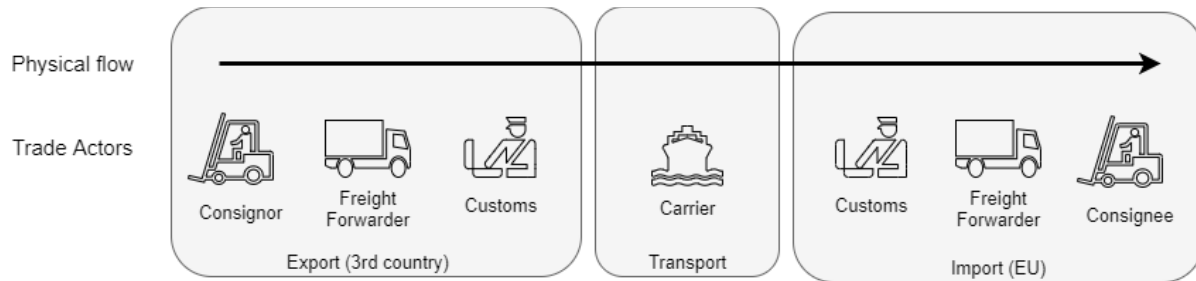 Physical flow
Trade Actors
Consignor
Freight
Forwarder
Customs
Export (3rd country)
Carrier
Transport
Customs
Freight
Forwarder
Consignee
Import (EU)